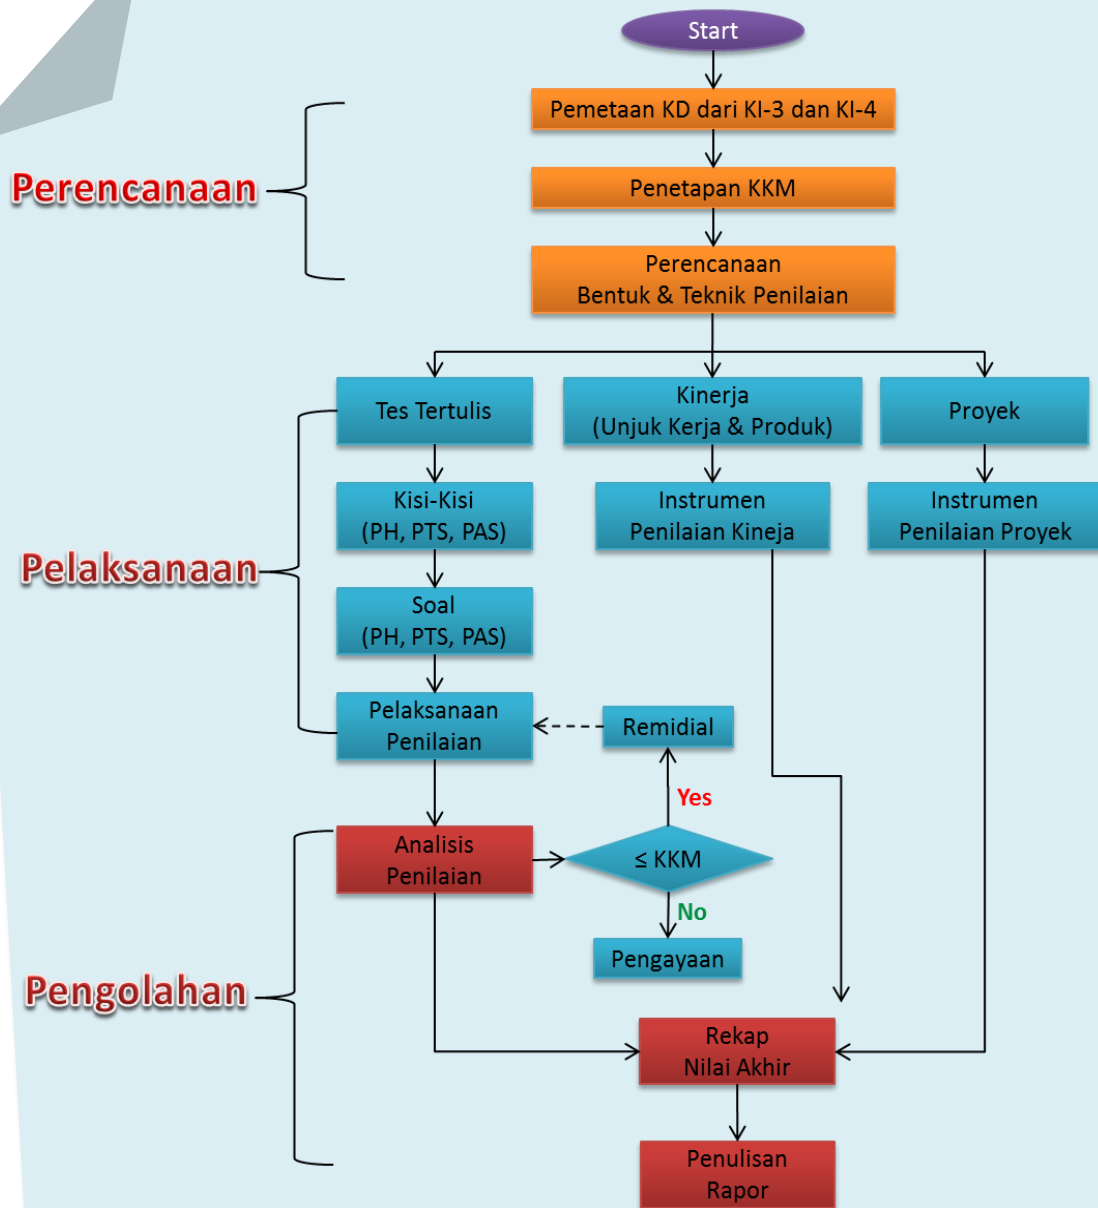 Start
Pemetaan KD dari KI-3 dan KI-4
Perencanaan
Penetapan KKM
Perencanaan
Bentuk & Teknik Penilaian
Tes Tertulis
Kinerja
(Unjuk Kerja & Produk)
Proyek
Kisi-Kisi
(PH, PTS, PAS)
Instrumen
Penilaian Kineja
Instrumen
Penilaian Proyek
Pelaksanaan
Soal
(PH, PTS, PAS)
Pelaksanaan
Penilaian
Remidial
Yes
Analisis
Penilaian
≤ KKM
No
Pengayaan
Pengolahan
Rekap
Nilai Akhir
Penulisan
Rapor